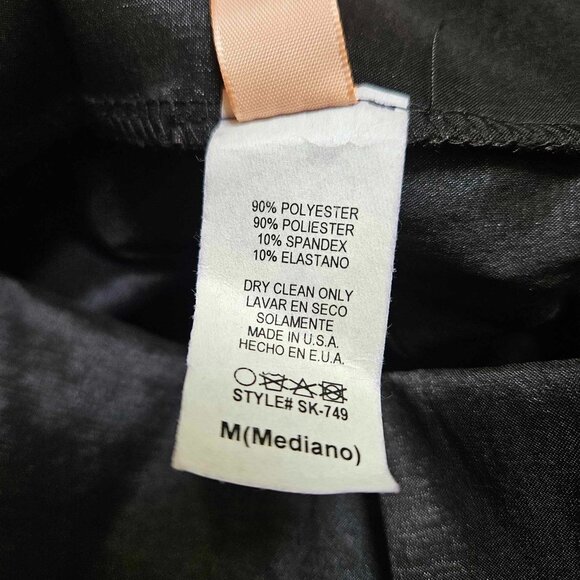 90% POLYESTER
90% POLIESTER
10% SPANDEX
10% ELASTANO
DRY CLEAN ONLY
LAVAR EN SECO
SOLAMENTE
MADE IN U.S.A.
HECHO EN E.U.A.
STYLE# SK-749
M(Mediano)